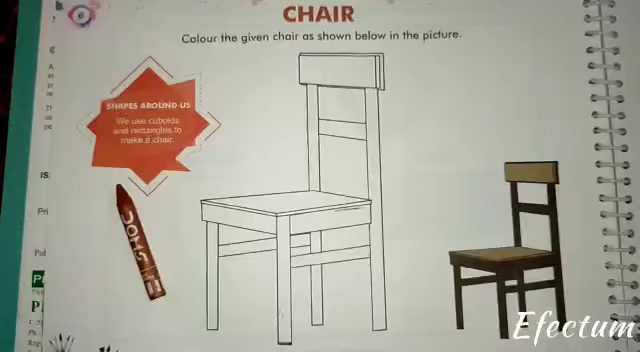 CHAIR
Colour the given chair as shown below in the picture.
SHAPES AROUND US
We use cuboids
and rectangles to
make a chair.
Efectum